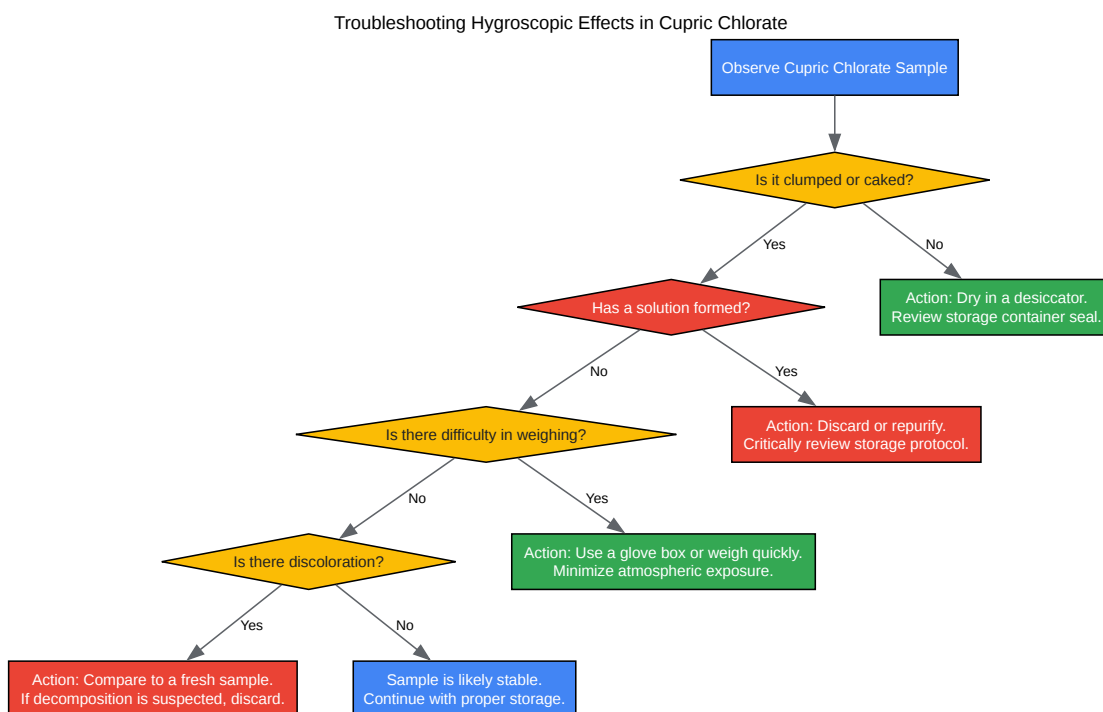 Troubleshooting Hygroscopic Effects in Cupric Chlorate
Observe Cupric Chlorate Sample
Is it clumped or caked?
Yes
No
Has a solution formed?
Action: Dry in a desiccator.
Review storage container seal.
No
Yes
Is there difficulty in weighing?
Action: Discard or repurify.
Critically review storage protocol.
No
Yes
Is there discoloration?
Action: Use a glove box or weigh quickly.
Minimize atmospheric exposure.
Yes
No
Action: Compare to a fresh sample.
If decomposition is suspected, discard.
Sample is likely stable.
Continue with proper storage.